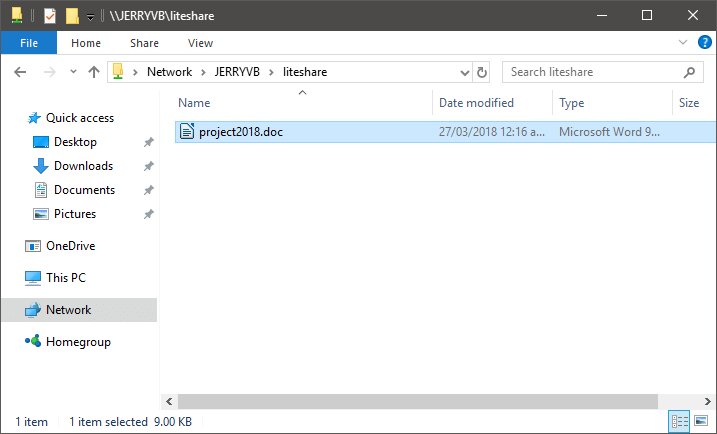 \\JERRYVB\liteshare
File Home Share View
Network JERRYVB liteshare Search liteshare
Name Date modified Type Size
project2018.doc 27/03/2018 12:16 a... Microsoft Word 9...
Quick access
Desktop
Downloads
Documents
Pictures
OneDrive
This PC
Network
Homegroup
1 item 1 item selected 9.00 KB